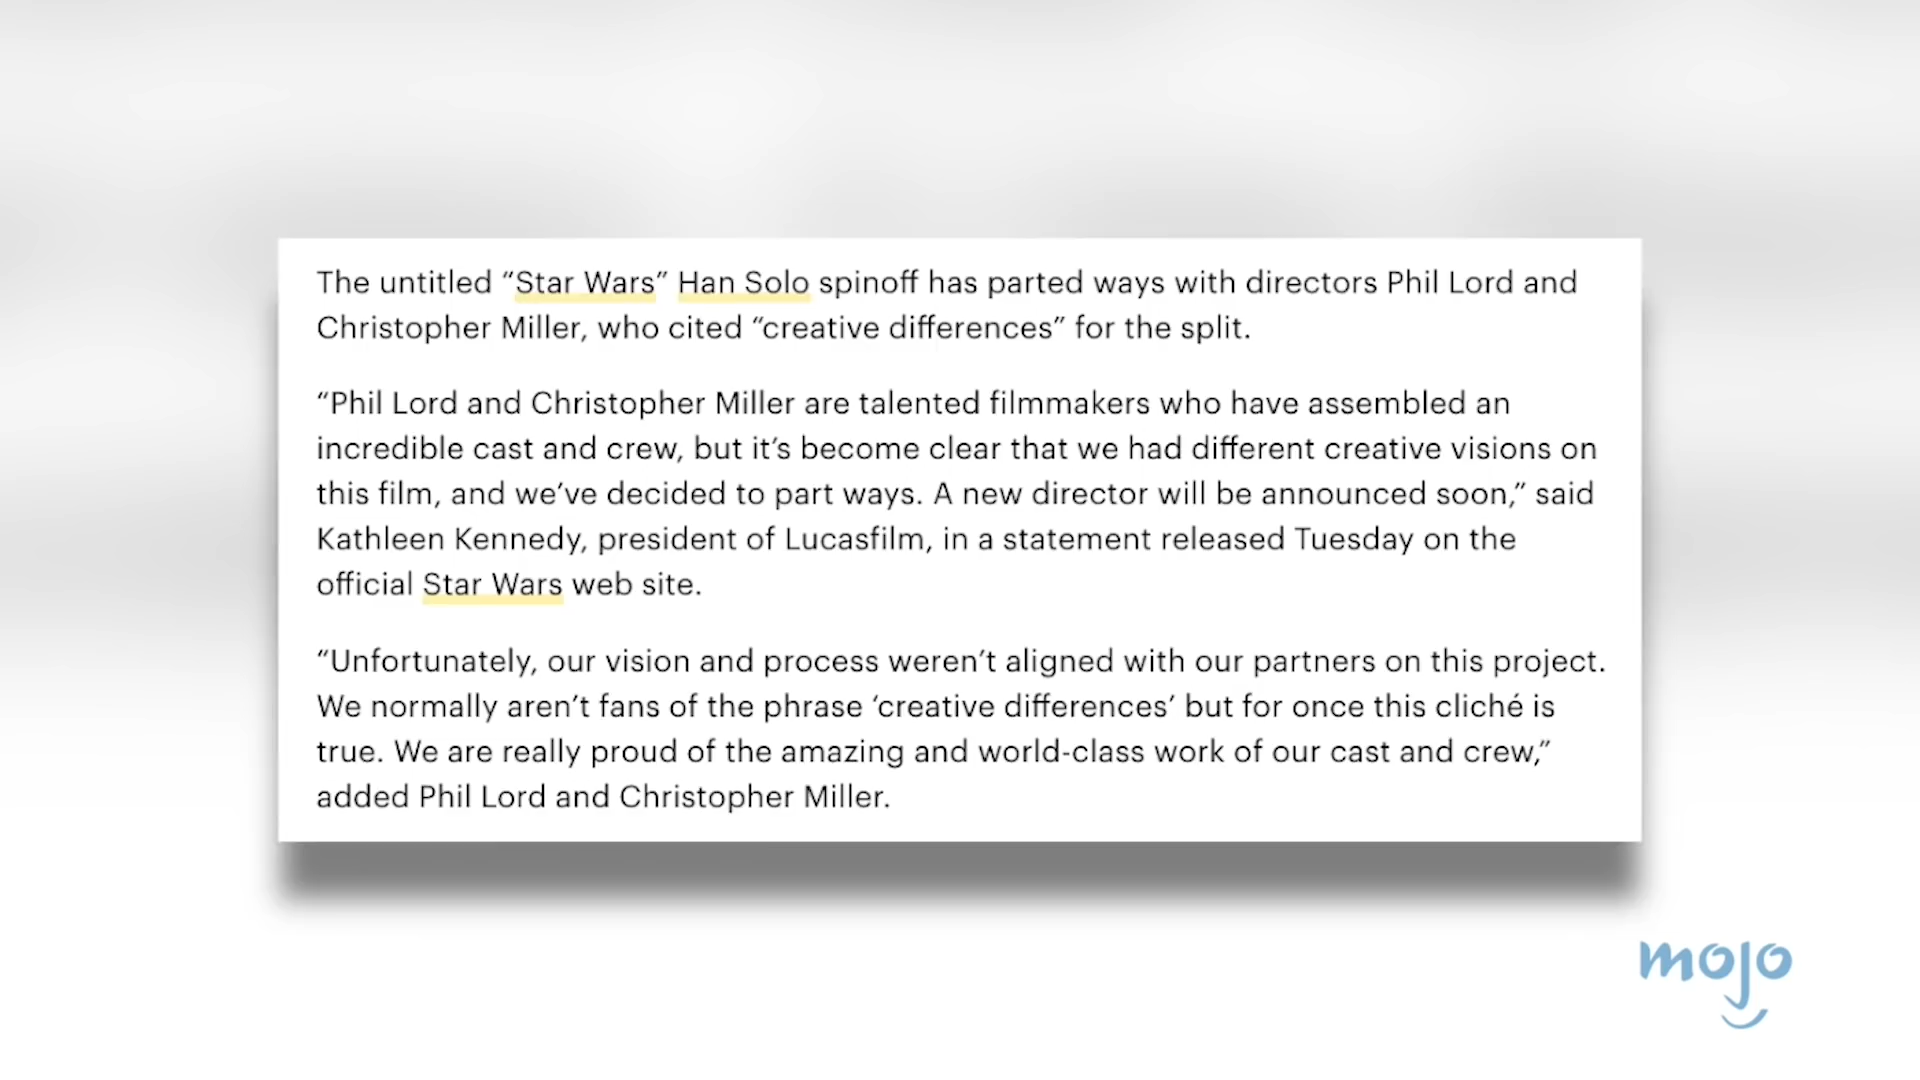 The untitled “Star Wars” Han Solo spinoff has parted ways with directors Phil Lord and
Christopher Miller, who cited “creative differences” for the split.
“Phil Lord and Christopher Miller are talented filmmakers who have assembled an
incredible cast and crew, but it’s become clear that we had different creative visions on
this film, and we’ve decided to part ways. A new director will be announced soon,” said
Kathleen Kennedy, president of Lucasfilm, in a statement released Tuesday on the
official Star Wars web site.
“Unfortunately, our vision and process weren’t aligned with our partners on this project.
We normally aren’t fans of the phrase ‘creative differences’ but for once this cliché is
true. We are really proud of the amazing and world-class work of our cast and crew,”
added Phil Lord and Christopher Miller.
mojo